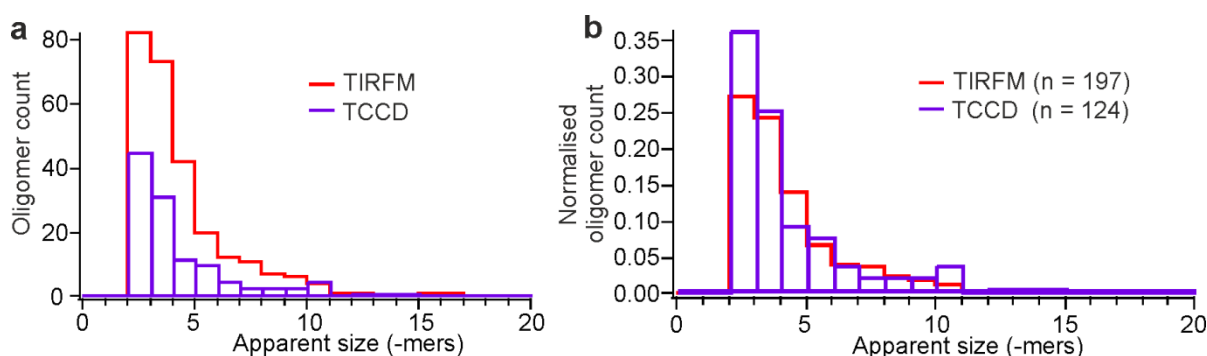 a
80
60
80
20
0
Oligomer count
TIRFM
TCCD
0
5
10
15
20
Apparent size (-mers)
b
0.35
0.30
0.25
0.20
0.15
0.10
0.05
0.00
Normalised
oligomer count
TIRFM (n = 197)
TCCD (n = 124)
0
5
10
15
20
Apparent size (-mers)